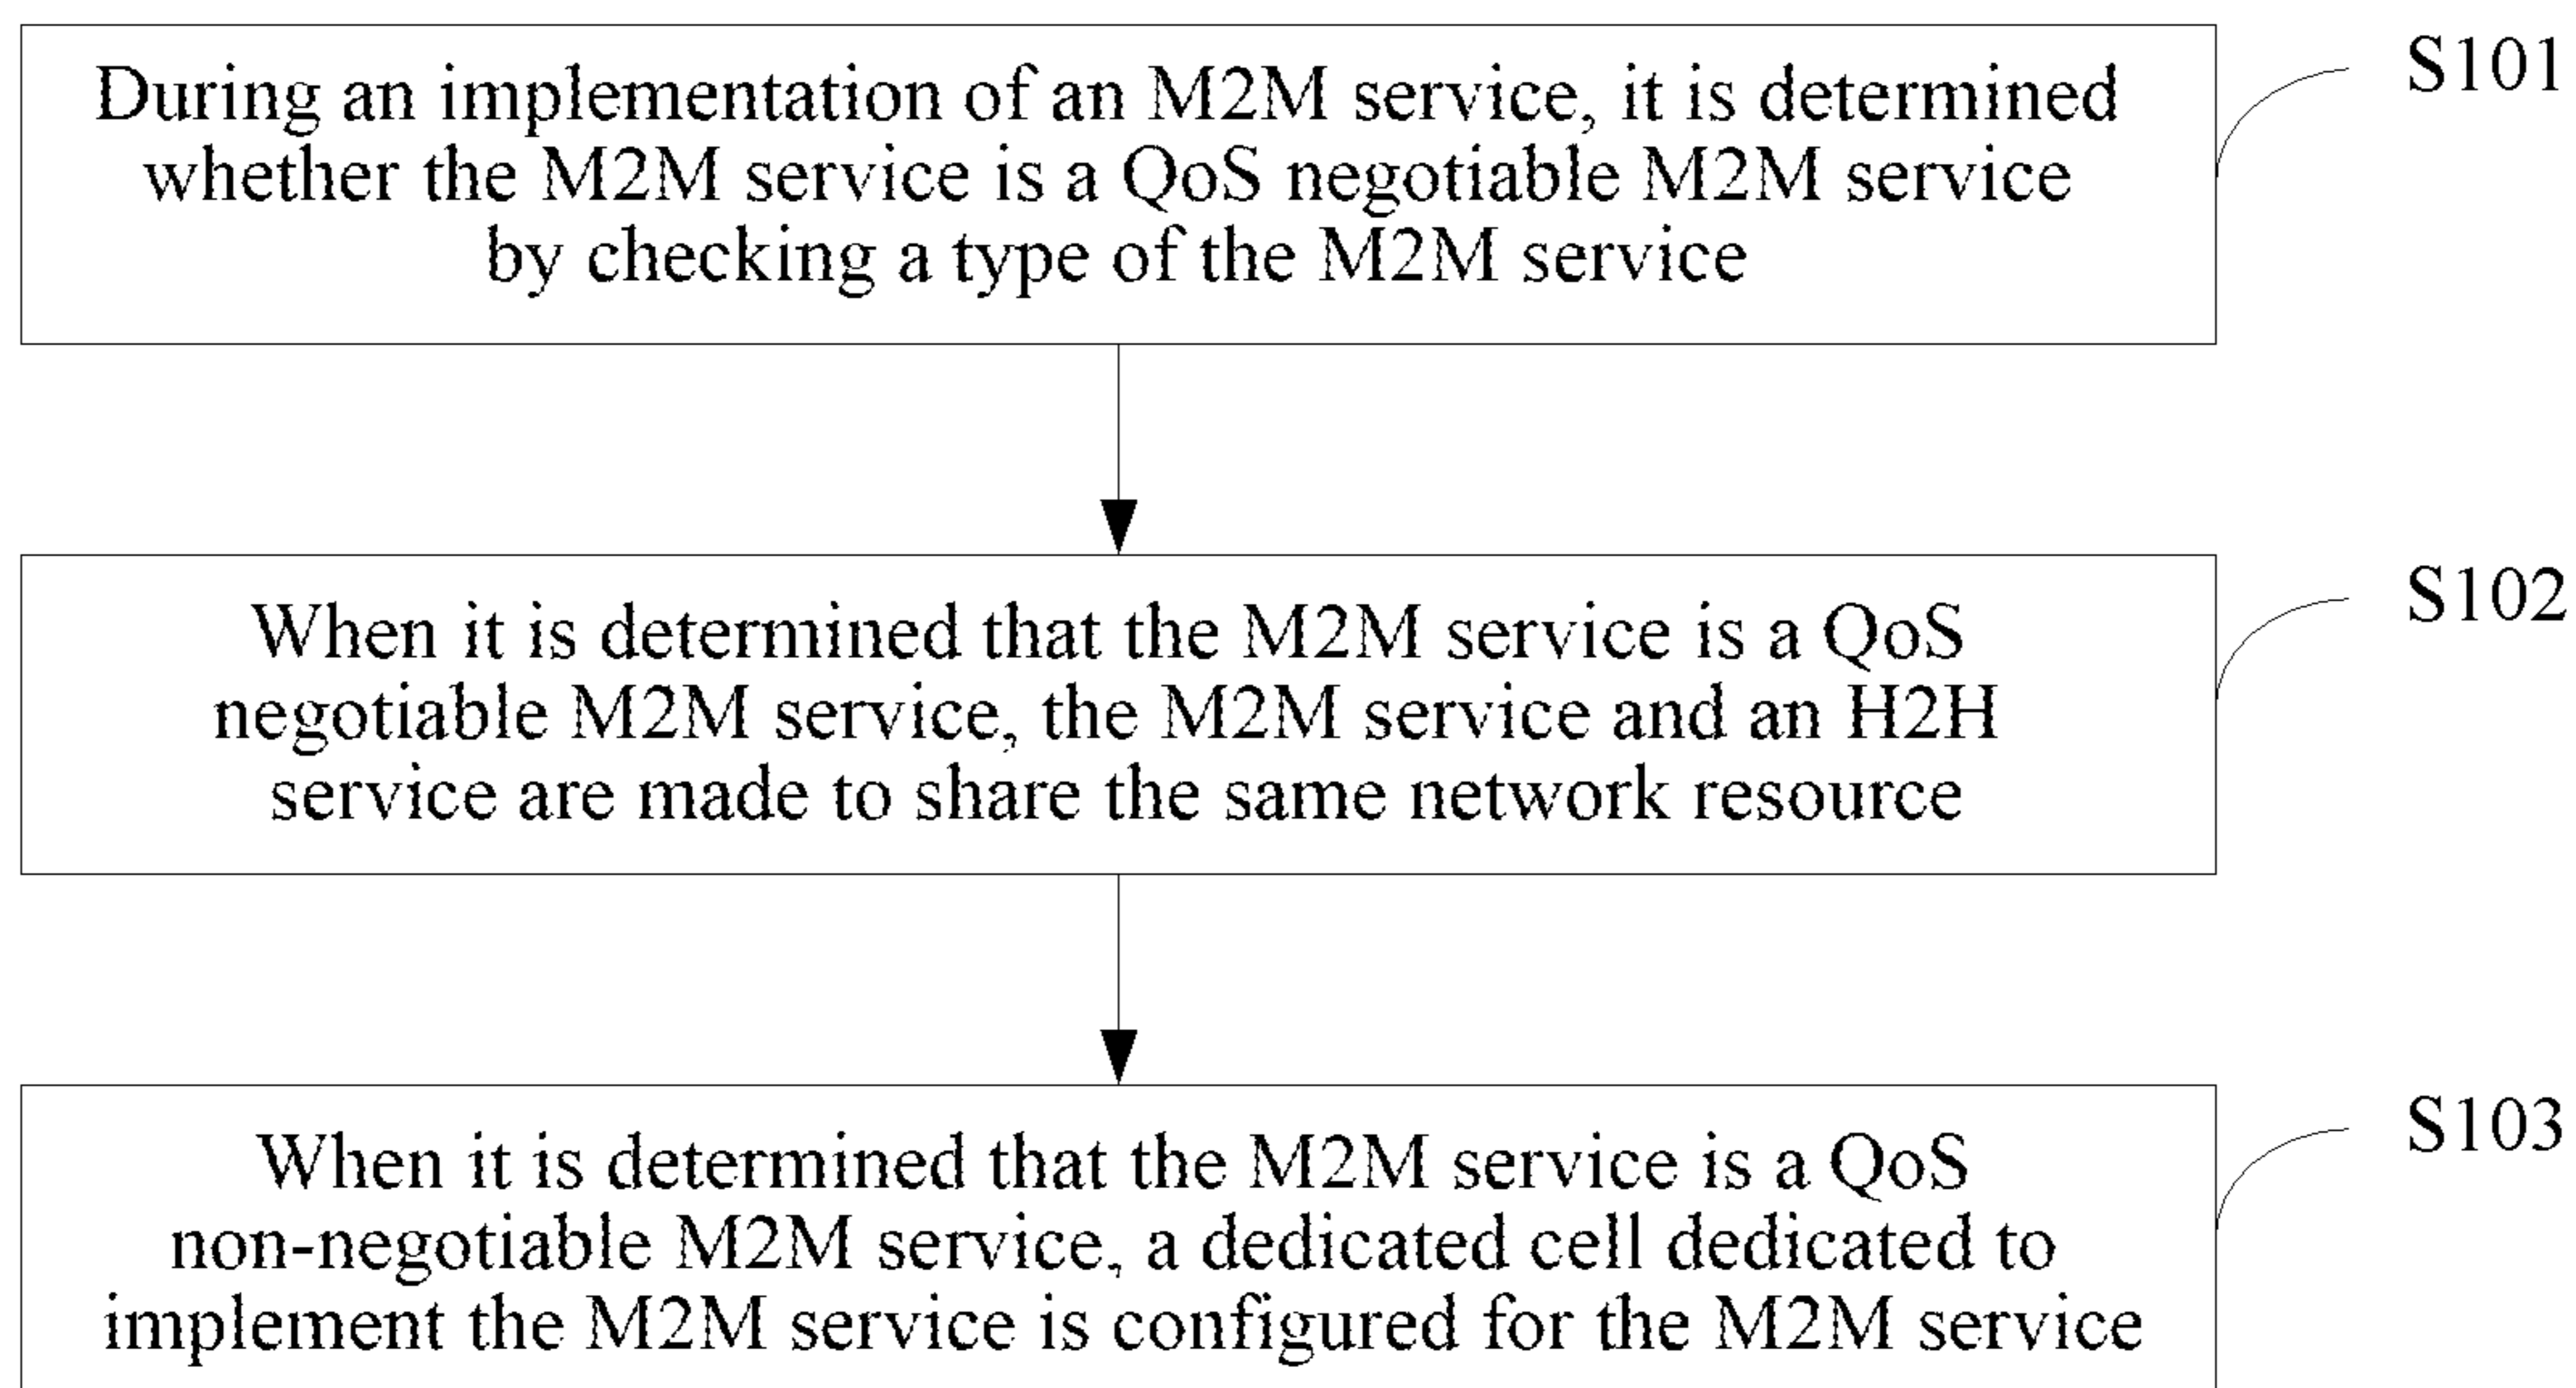 During an implementation of an M2M service, it is determined
whether the M2M service is a QoS negotiable M2M service
by checking a type of the M2M service
S101
When it is determined that the M2M service is a QoS
negotiable M2M service, the M2M service and an H2H
service are made to share the same network resource
S102
When it is determined that the M2M service is a QoS
non-negotiable M2M service, a dedicated cell dedicated to
implement the M2M service is configured for the M2M service
S103